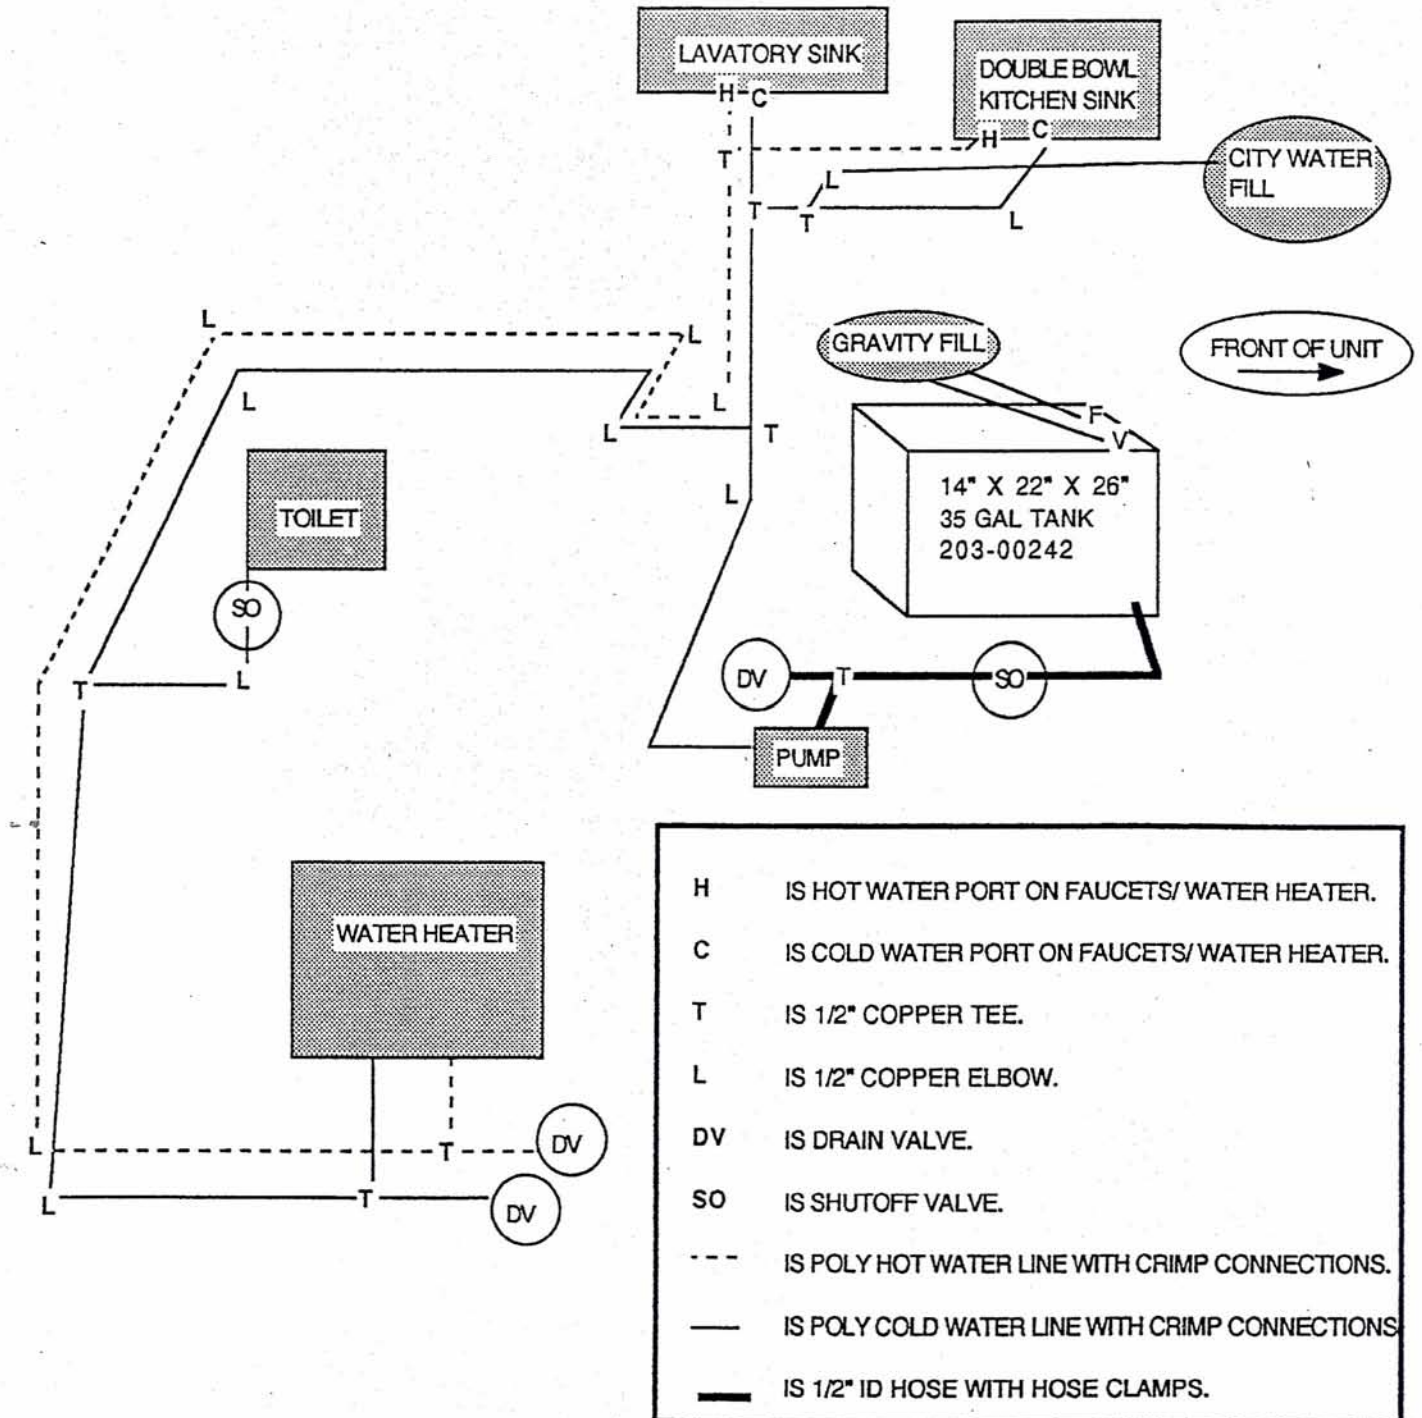 LAVATORY SINK
H C
DOUBLE BOWL
KITCHEN SINK
H C
T
L
CITY WATER
FILL
T
T
L
L
L
GRAVITY FILL
FRONT OF UNIT
L
L
L
T
F
V
14" X 22" X 26"
35 GAL TANK
203-00242
L
TOILET
SO
T
L
DV
T
SO
PUMP
WATER HEATER
L
T
DV
L
T
DV
H IS HOT WATER PORT ON FAUCETS/ WATER HEATER.
C IS COLD WATER PORT ON FAUCETS/ WATER HEATER.
T IS 1/2" COPPER TEE.
L IS 1/2" COPPER ELBOW.
DV IS DRAIN VALVE.
SO IS SHUTOFF VALVE.
IS POLY HOT WATER LINE WITH CRIMP CONNECTIONS.
IS POLY COLD WATER LINE WITH CRIMP CONNECTIONS
IS 1/2" ID HOSE WITH HOSE CLAMPS.